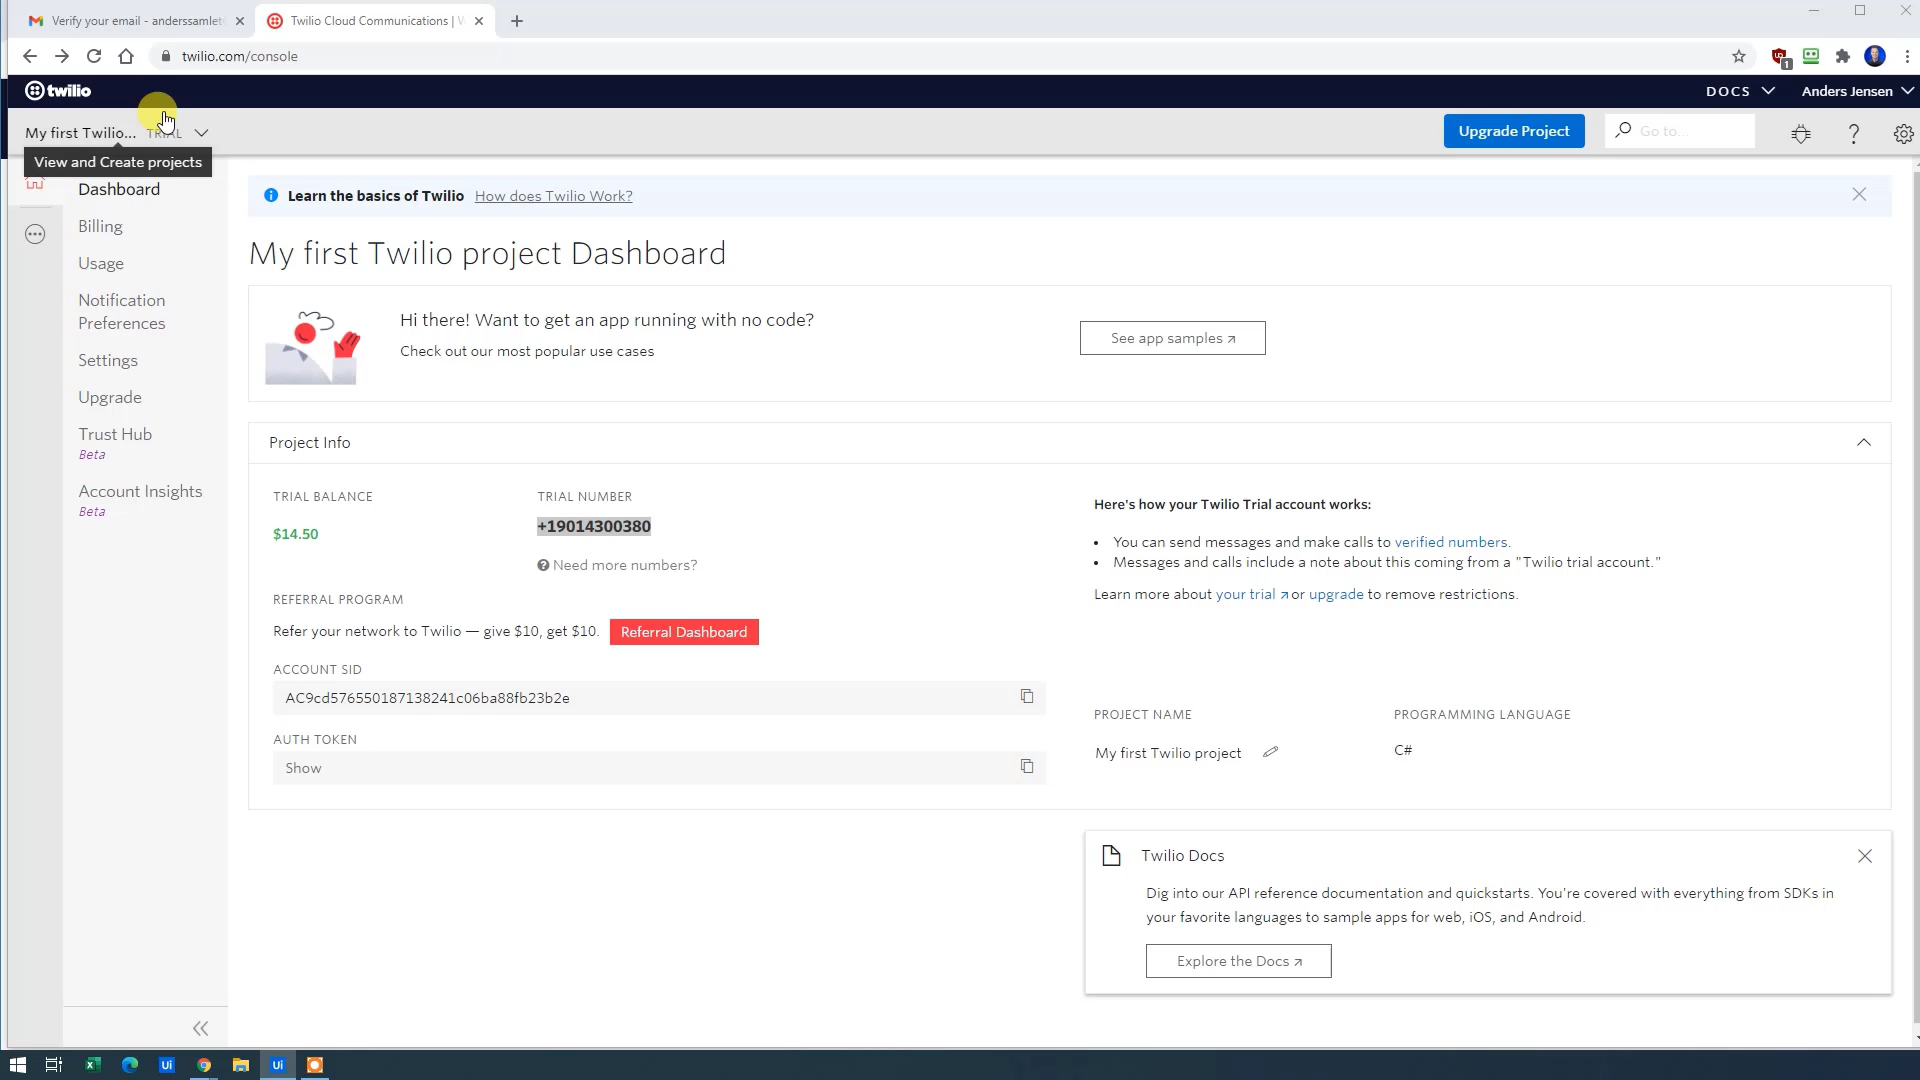 Verify your email - anderssamlet
Twilio Cloud Communications | W
twilio.com/console
1
twilio
DOCS
Anders Jensen
My first Twilio... TRIAL
Upgrade Project
Go to...
View and Create projects
Dashboard
Billing
Usage
Notification
Preferences
Settings
Upgrade
Trust Hub
Beta
Account Insights
Beta
Learn the basics of Twilio How does Twilio Work?
My first Twilio project Dashboard
Hi there! Want to get an app running with no code?
Check out our most popular use cases
See app samples
Project Info
TRIAL BALANCE
$14.50
TRIAL NUMBER
+19014300380
Need more numbers?
REFERRAL PROGRAM
Refer your network to Twilio — give $10, get $10.
Referral Dashboard
ACCOUNT SID
AC9cd576550187138241c06ba88fb23b2e
AUTH TOKEN
Show
Here's how your Twilio Trial account works:
• You can send messages and make calls to verified numbers.
• Messages and calls include a note about this coming from a "Twilio trial account."
Learn more about your trial or upgrade to remove restrictions.
PROJECT NAME
My first Twilio project
PROGRAMMING LANGUAGE
C#
Twilio Docs
Dig into our API reference documentation and quickstarts. You're covered with everything from SDKs in
your favorite languages to sample apps for web, iOS, and Android.
Explore the Docs
Ui
Ui